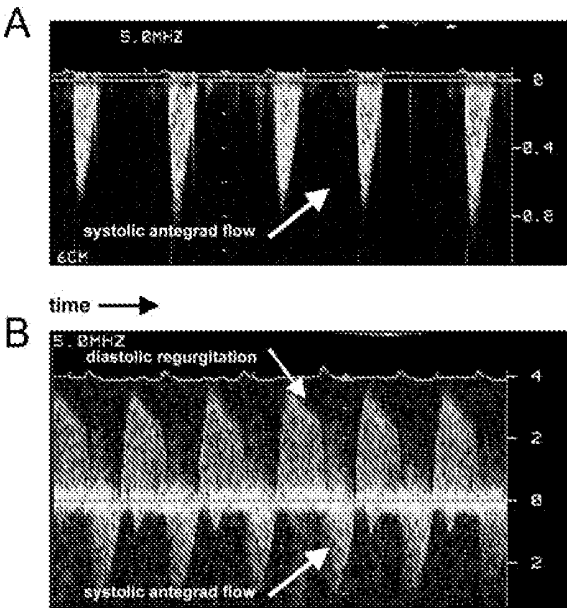 A
5.0MHZ
0
-0.4
-0.8
systolic antegrad flow
6CM
time
B
5.0MHZ
diastolic regurgitation
4
2
0
2
systolic antegrad flow